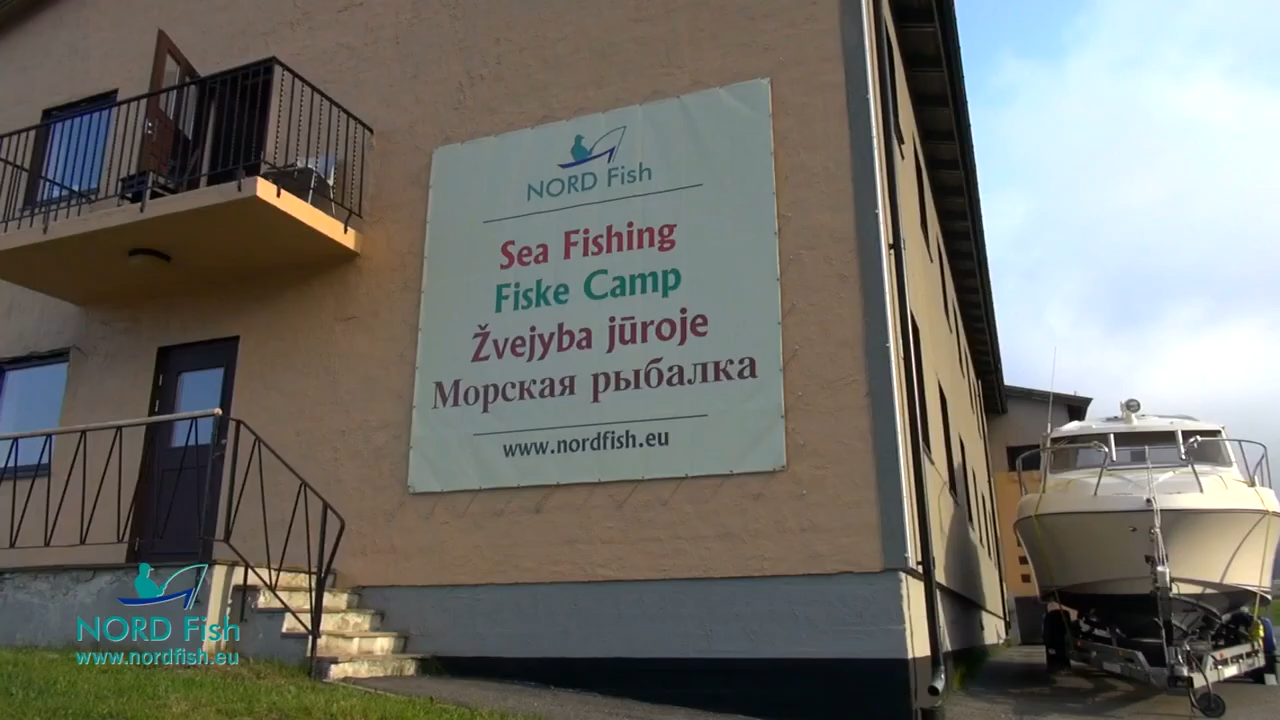 NORD Fish
Sea Fishing
Fiske Camp
Žvejyba jūroje
Морская рыбалка
www.nordfish.eu
NORD Fish
www.nordfish.eu